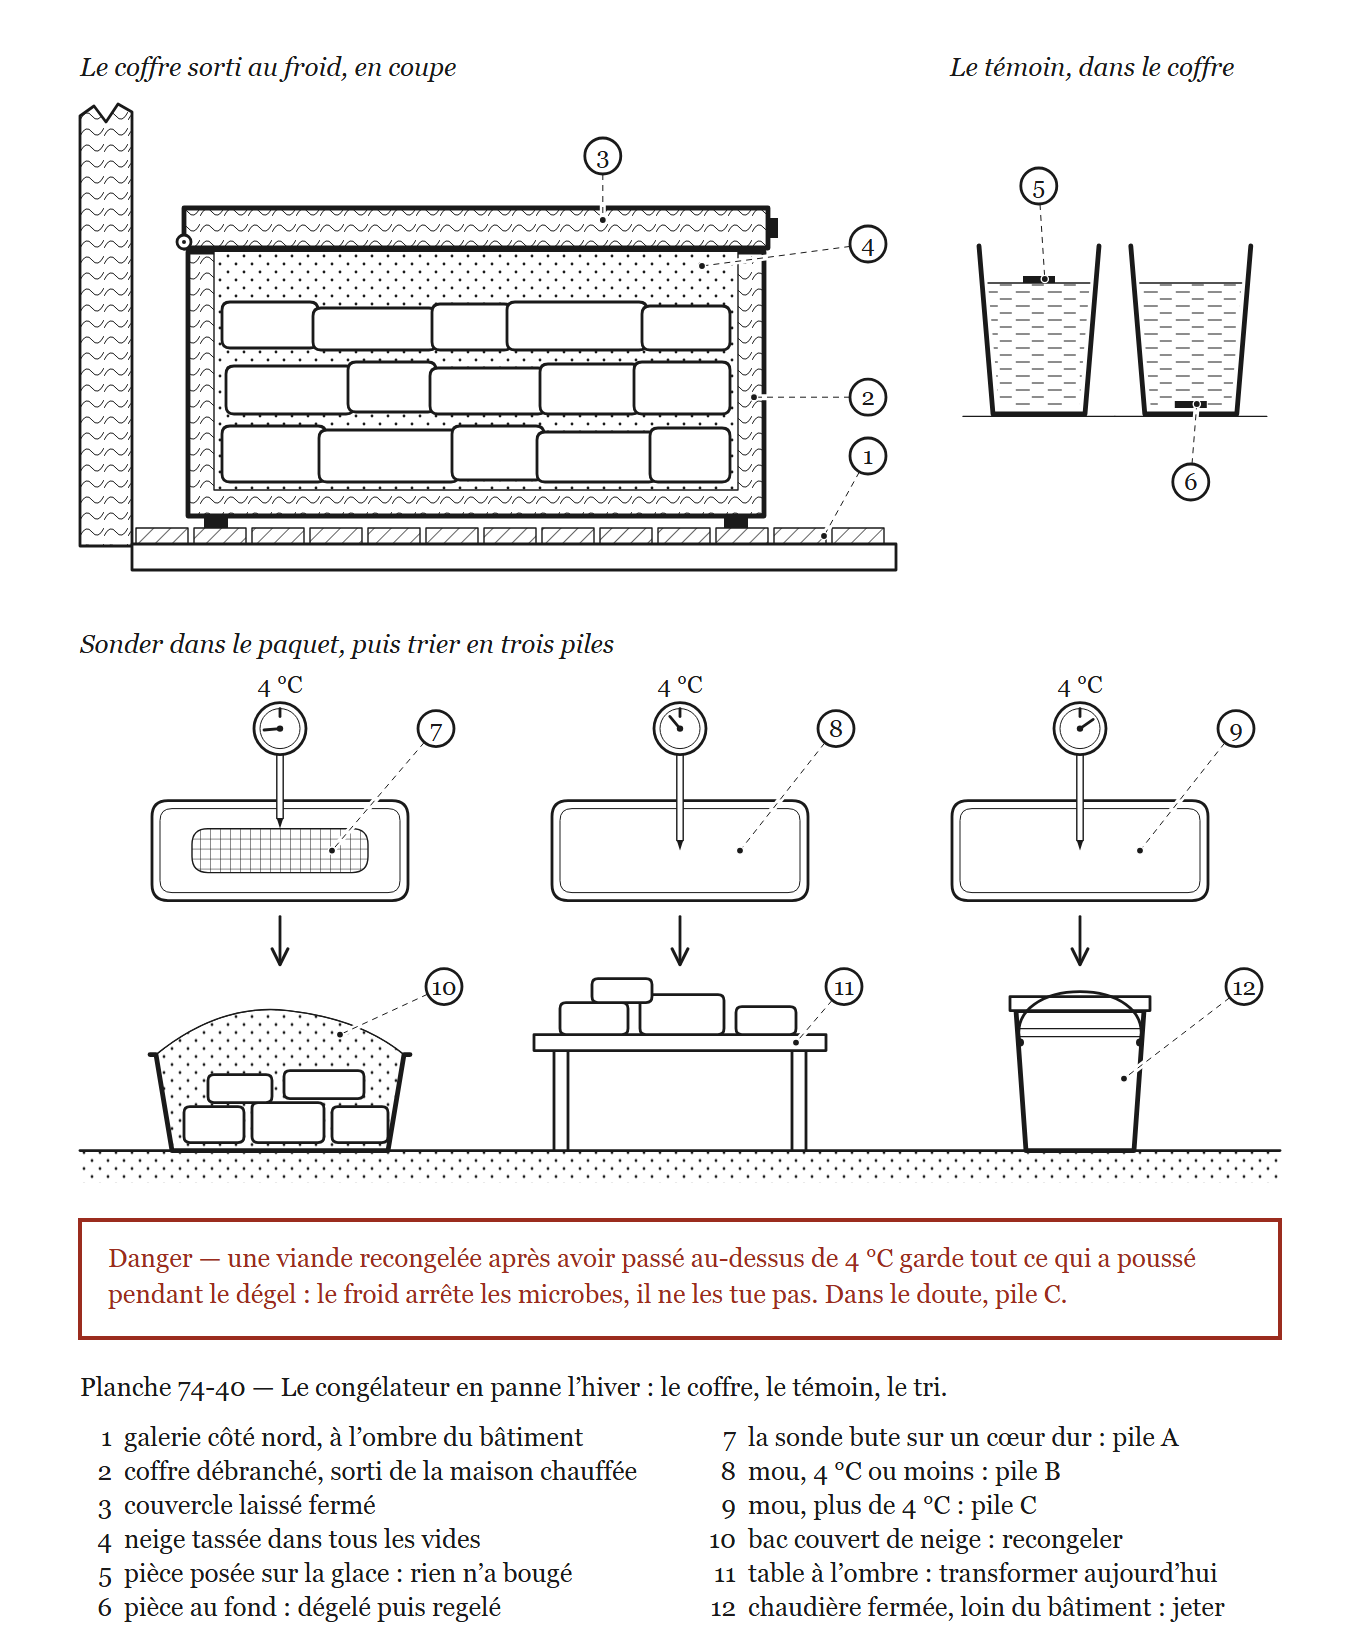 Le coffre sorti au froid, en coupe
Le témoin, dans le coffre
3
5
4
2
1
6
Sonder dans le paquet, puis trier en trois piles
4 °C
4 °C
4 °C
7
8
9
10
11
12
Danger — une viande recongelée après avoir passé au-dessus de 4 °C garde tout ce qui a poussé
pendant le dégel : le froid arrête les microbes, il ne les tue pas. Dans le doute, pile C.
Planche 74-40 — Le congélateur en panne l’hiver : le coffre, le témoin, le tri.
1 galerie côté nord, à l’ombre du bâtiment
2 coffre débranché, sorti de la maison chauffée
3 couvercle laissé fermé
4 neige tassée dans tous les vides
5 pièce posée sur la glace : rien n’a bougé
6 pièce au fond : dégelé puis regelé
7 la sonde bute sur un cœur dur : pile A
8 mou, 4 °C ou moins : pile B
9 mou, plus de 4 °C : pile C
10 bac couvert de neige : recongeler
11 table à l’ombre : transformer aujourd’hui
12 chaudière fermée, loin du bâtiment : jeter